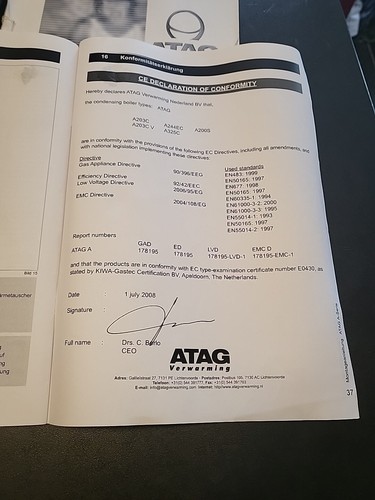 ATAG
16 Konformitätserklärung
CE DECLARATION OF CONFORMITY
Hereby declares ATAG Verwarming Nederland BV that,
the condensing boiler types: ATAG
A203C A244EC A200S
A203C V A325C
are in conformity with the provisions of the following EC Directives, including all amendments, and
with national legislation implementing these directives:
Directive Used standards
Gas Appliance Directive 90/396/EEC EN483: 1999
EN50165: 1997
Efficiency Directive 92/42/EEC EN677: 1998
Low Voltage Directive 2006/95/EG EN50165: 1997
EN60335-1: 1994
EMC Directive 2004/108/EG EN61000-3-2: 2000
EN61000-3-3: 1995
EN55014-1: 1993
EN50165: 1997
EN55014-2: 1997
Report numbers
GAD ED LVD EMC D
ATAG A 178195 178195 178195-LVD-1 178195-EMC-1
and that the products are in conformity with EC type-examination certificate number E0430, as
stated by KIWA-Gastec Certification BV, Apeldoorn, The Netherlands
Date : 1 july 2008
Signature :
Full name : Drs. C. Berlo
CEO
ATAG
Verwarming
37